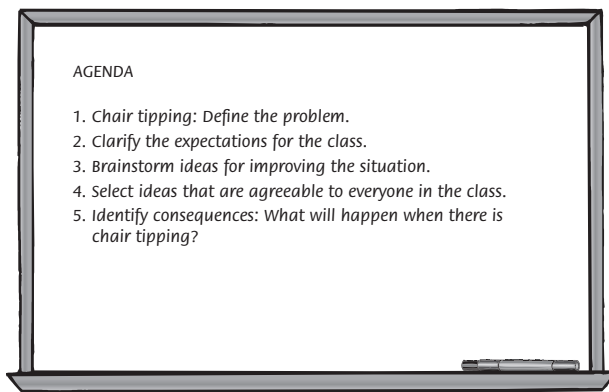 AGENDA
1. Chair tipping: Define the problem.
2. Clarify the expectations for the class.
3. Brainstorm ideas for improving the situation.
4. Select ideas that are agreeable to everyone in the class.
5. Identify consequences: What will happen when there is
chair tipping?